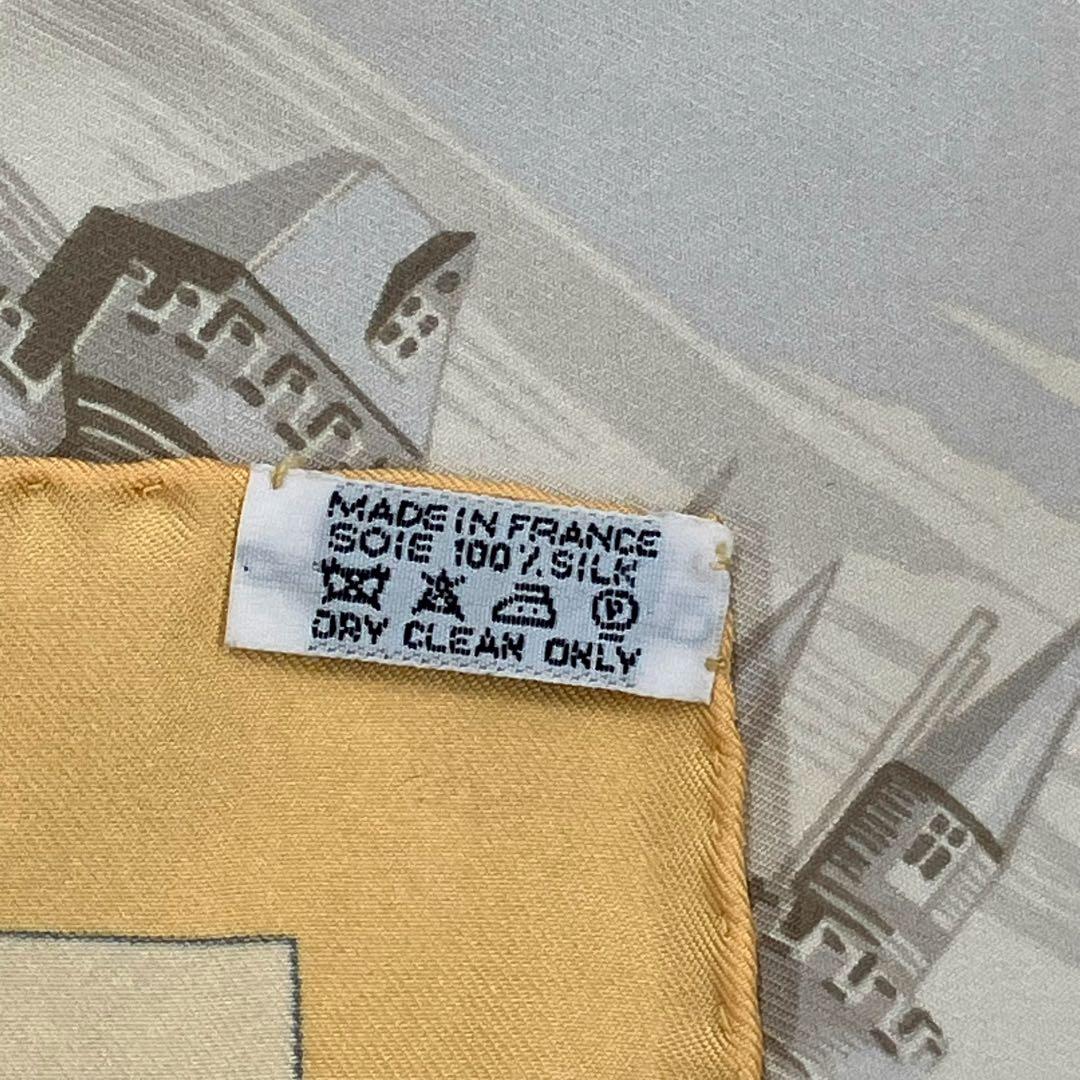 MADE IN FRANCE
SOIE 100% SILK
DRY CLEAN ONLY